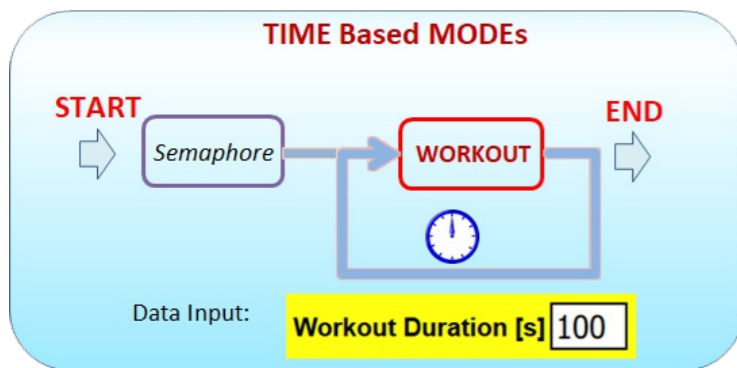 TIME Based MODEs
START
END
Semaphore
WORKOUT
Data Input:
Workout Duration [s] 100